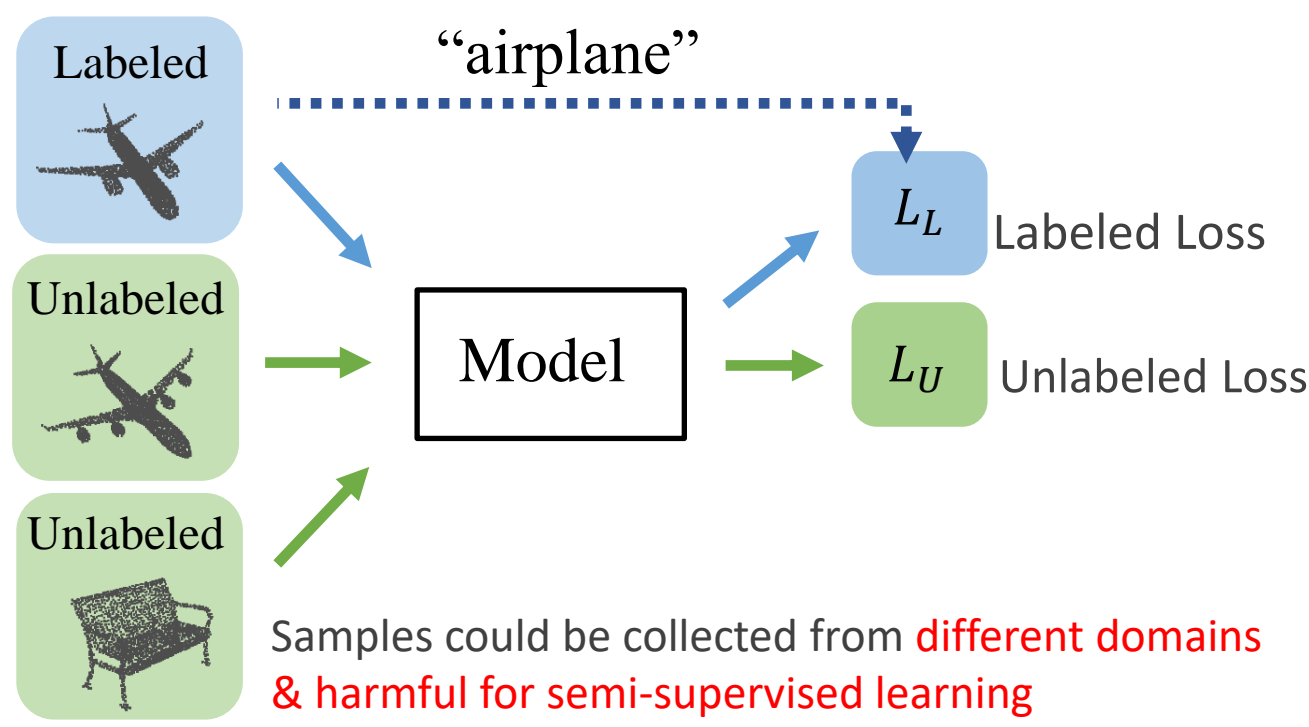 Labeled
“airplane”
L_L
Labeled Loss
Unlabeled
Model
L_U
Unlabeled Loss
Unlabeled
Samples could be collected from different domains
& harmful for semi-supervised learning